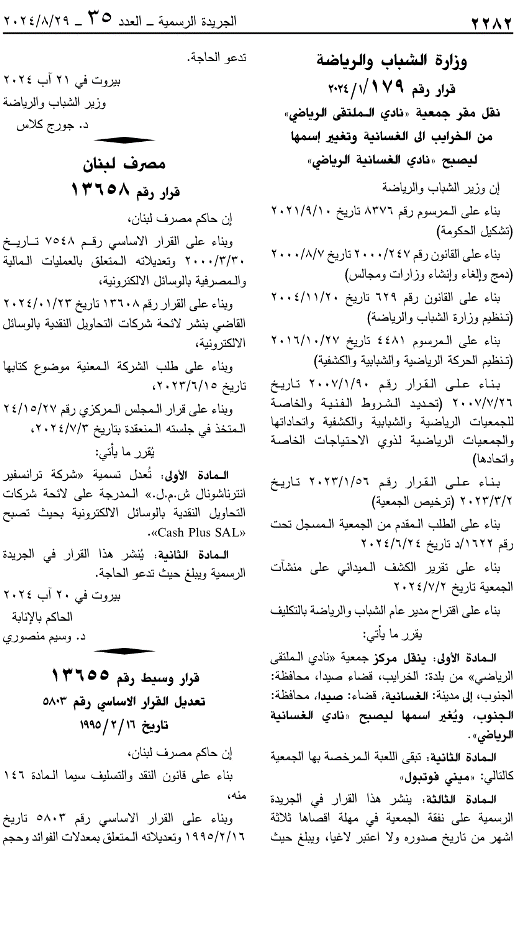 ٢٢٨٢
الجريدة الرسمية ـ العدد ٣٥ ـ ٢٠٢٤/٨/٢٩
وزارة الشباب والرياضة
قرار رقم ٢٠٢٤/١/١٧٩
نقل مقر جمعية «نادي الملتقى الرياضي»
من الخرايب الى الغسانية وتغيير إسمها
ليصبح «نادي الغسانية الرياضي»
إن وزير الشباب والرياضة
بناء على المرسوم رقم ٨٣٧٦ تاريخ ٢٠٢١/٩/١٠
(تشكيل الحكومة)
بناء على القانون رقم ٢٠٠٠/٢٤٧ تاريخ ٢٠٠٠/٨/٧
(دمج وإلغاء وإنشاء وزارات ومجالس)
بناء على القانون رقم ٦٢٩ تاريخ ٢٠٠٤/١١/٢٠
(تنظيم وزارة الشباب والرياضة)
بناء على المرسوم ٤٤٨١ تاريخ ٢٠١٦/١٠/٢٧
(تنظيم الحركة الرياضية والشبابية والكشفية)
بناء على القرار رقم ٢٠٠٧/١/٩٠ تاريخ
٢٠٠٧/٧/٢٦ (تحديد الشروط الفنية والخاصة
للجمعيات الرياضية والشبابية والكشفية واتحاداتها
والجمعيات الرياضية لذوي الاحتياجات الخاصة
واتحادها)
بناء على القرار رقم ٢٠٢٣/١/٥٦ تاريخ
٢٠٢٣/٣/٢ (ترخيص الجمعية)
بناء على الطلب المقدم من الجمعية المسجل تحت
رقم ١٦٢٢/د تاريخ ٢٠٢٤/٦/٢٤
بناء على تقرير الكشف الميداني على منشآت
الجمعية تاريخ ٢٠٢٤/٧/٢
بناء على اقتراح مدير عام الشباب والرياضة بالتكليف
يقرر ما يأتي:
المادة الأولى: ينقل مركز جمعية «نادي الملتقى
الرياضي» من بلدة: الخرايب، قضاء صيدا، محافظة:
الجنوب، إلى مدينة: الغسانية، قضاء: صيدا، محافظة:
الجنوب، ويُغير اسمها ليصبح «نادي الغسانية
الرياضي».
المادة الثانية: تبقى اللعبة المرخصة بها الجمعية
كالتالي: «ميني فوتبول»
المادة الثالثة: ينشر هذا القرار في الجريدة
الرسمية على نفقة الجمعية في مهلة اقصاها ثلاثة
اشهر من تاريخ صدوره ولا اعتبر لاغيا، ويبلغ حيث
تدعو الحاجة.
بيروت في ٢١ آب ٢٠٢٤
وزير الشباب والرياضة
د. جورج كلاس
مصرف لبنان
قرار رقم ١٣٦٥٨
إن حاكم مصرف لبنان،
وبناء على القرار الاساسي رقم ٧٥٤٨ تاريخ
٢٠٠٠/٣/٣٠ وتعديلاته المتعلق بالعمليات المالية
والمصرفية بالوسائل الالكترونية،
وبناء على القرار رقم ١٣٦٠٨ تاريخ ٢٠٢٤/٠١/٢٣
القاضي بنشر لائحة شركات التحاويل النقدية بالوسائل
الالكترونية،
وبناء على طلب الشركة المعنية موضوع كتابها
تاريخ ٢٠٢٣/٦/١٥،
وبناء على قرار المجلس المركزي رقم ٢٤/١٥/٢٧
المتخذ في جلسته المنعقدة بتاريخ ٢٠٢٤/٧/٣،
يُقرر ما يأتي:
المادة الأولى: تُعدل تسمية «شركة ترانسفير
انترناشونال ش.م.ل.» المدرجة على لائحة شركات
التحاويل النقدية بالوسائل الالكترونية بحيث تصبح
«Cash Plus SAL».
المادة الثانية: يُنشر هذا القرار في الجريدة
الرسمية ويبلغ حيث تدعو الحاجة.
بيروت في ٢٠ آب ٢٠٢٤
الحاكم بالإنابة
د. وسيم منصوري
قرار وسيط رقم ١٣٦٥٥
تعديل القرار الاساسي رقم ٥٨٠٣
تاريخ ١٩٩٥/٢/١٦
إن حاكم مصرف لبنان،
بناء على قانون النقد والتسليف سيما المادة ١٤٦
منه،
وبناء على القرار الاساسي رقم ٥٨٠٣ تاريخ
١٩٩٥/٢/١٦ وتعديلاته المتعلق بمعدلات الفوائد وحجم